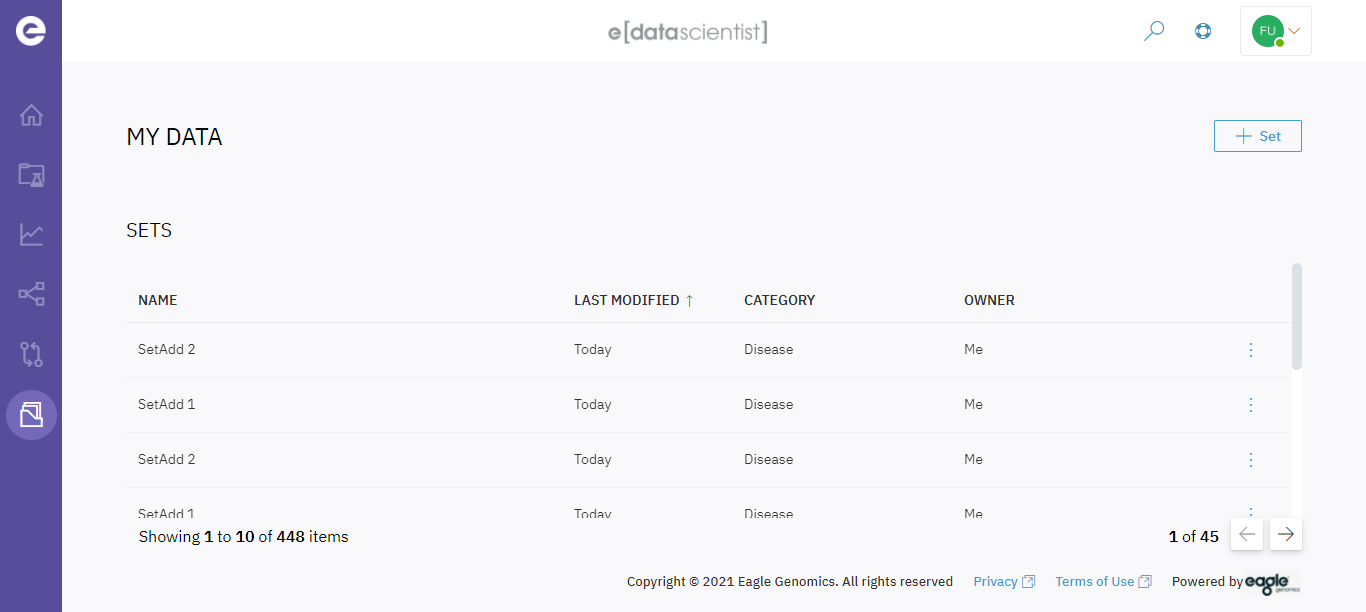 e[datascientist]
FU
MY DATA
Set
SETS
NAME LAST MODIFIED ↑ CATEGORY OWNER
SetAdd 2 Today Disease Me
SetAdd 1 Today Disease Me
SetAdd 2 Today Disease Me
SetAdd 1 Today Disease Me
Showing 1 to 10 of 448 items 1 of 45
Copyright © 2021 Eagle Genomics. All rights reserved Privacy Terms of Use Powered by eagle genomics